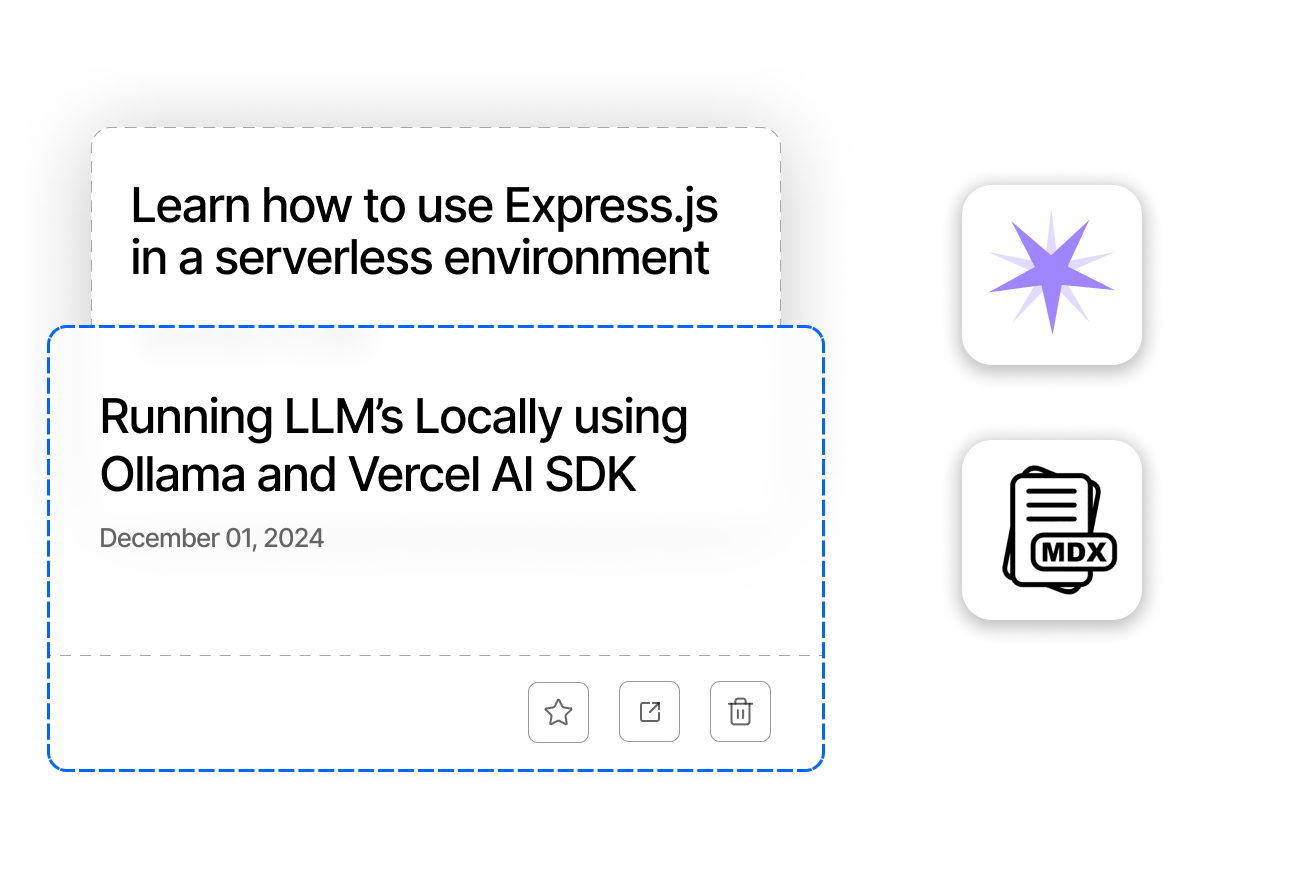 Learn how to use Express.js
in a serverless environment
Running LLM’s Locally using
Ollama and Vercel AI SDK
December 01, 2024
MDX